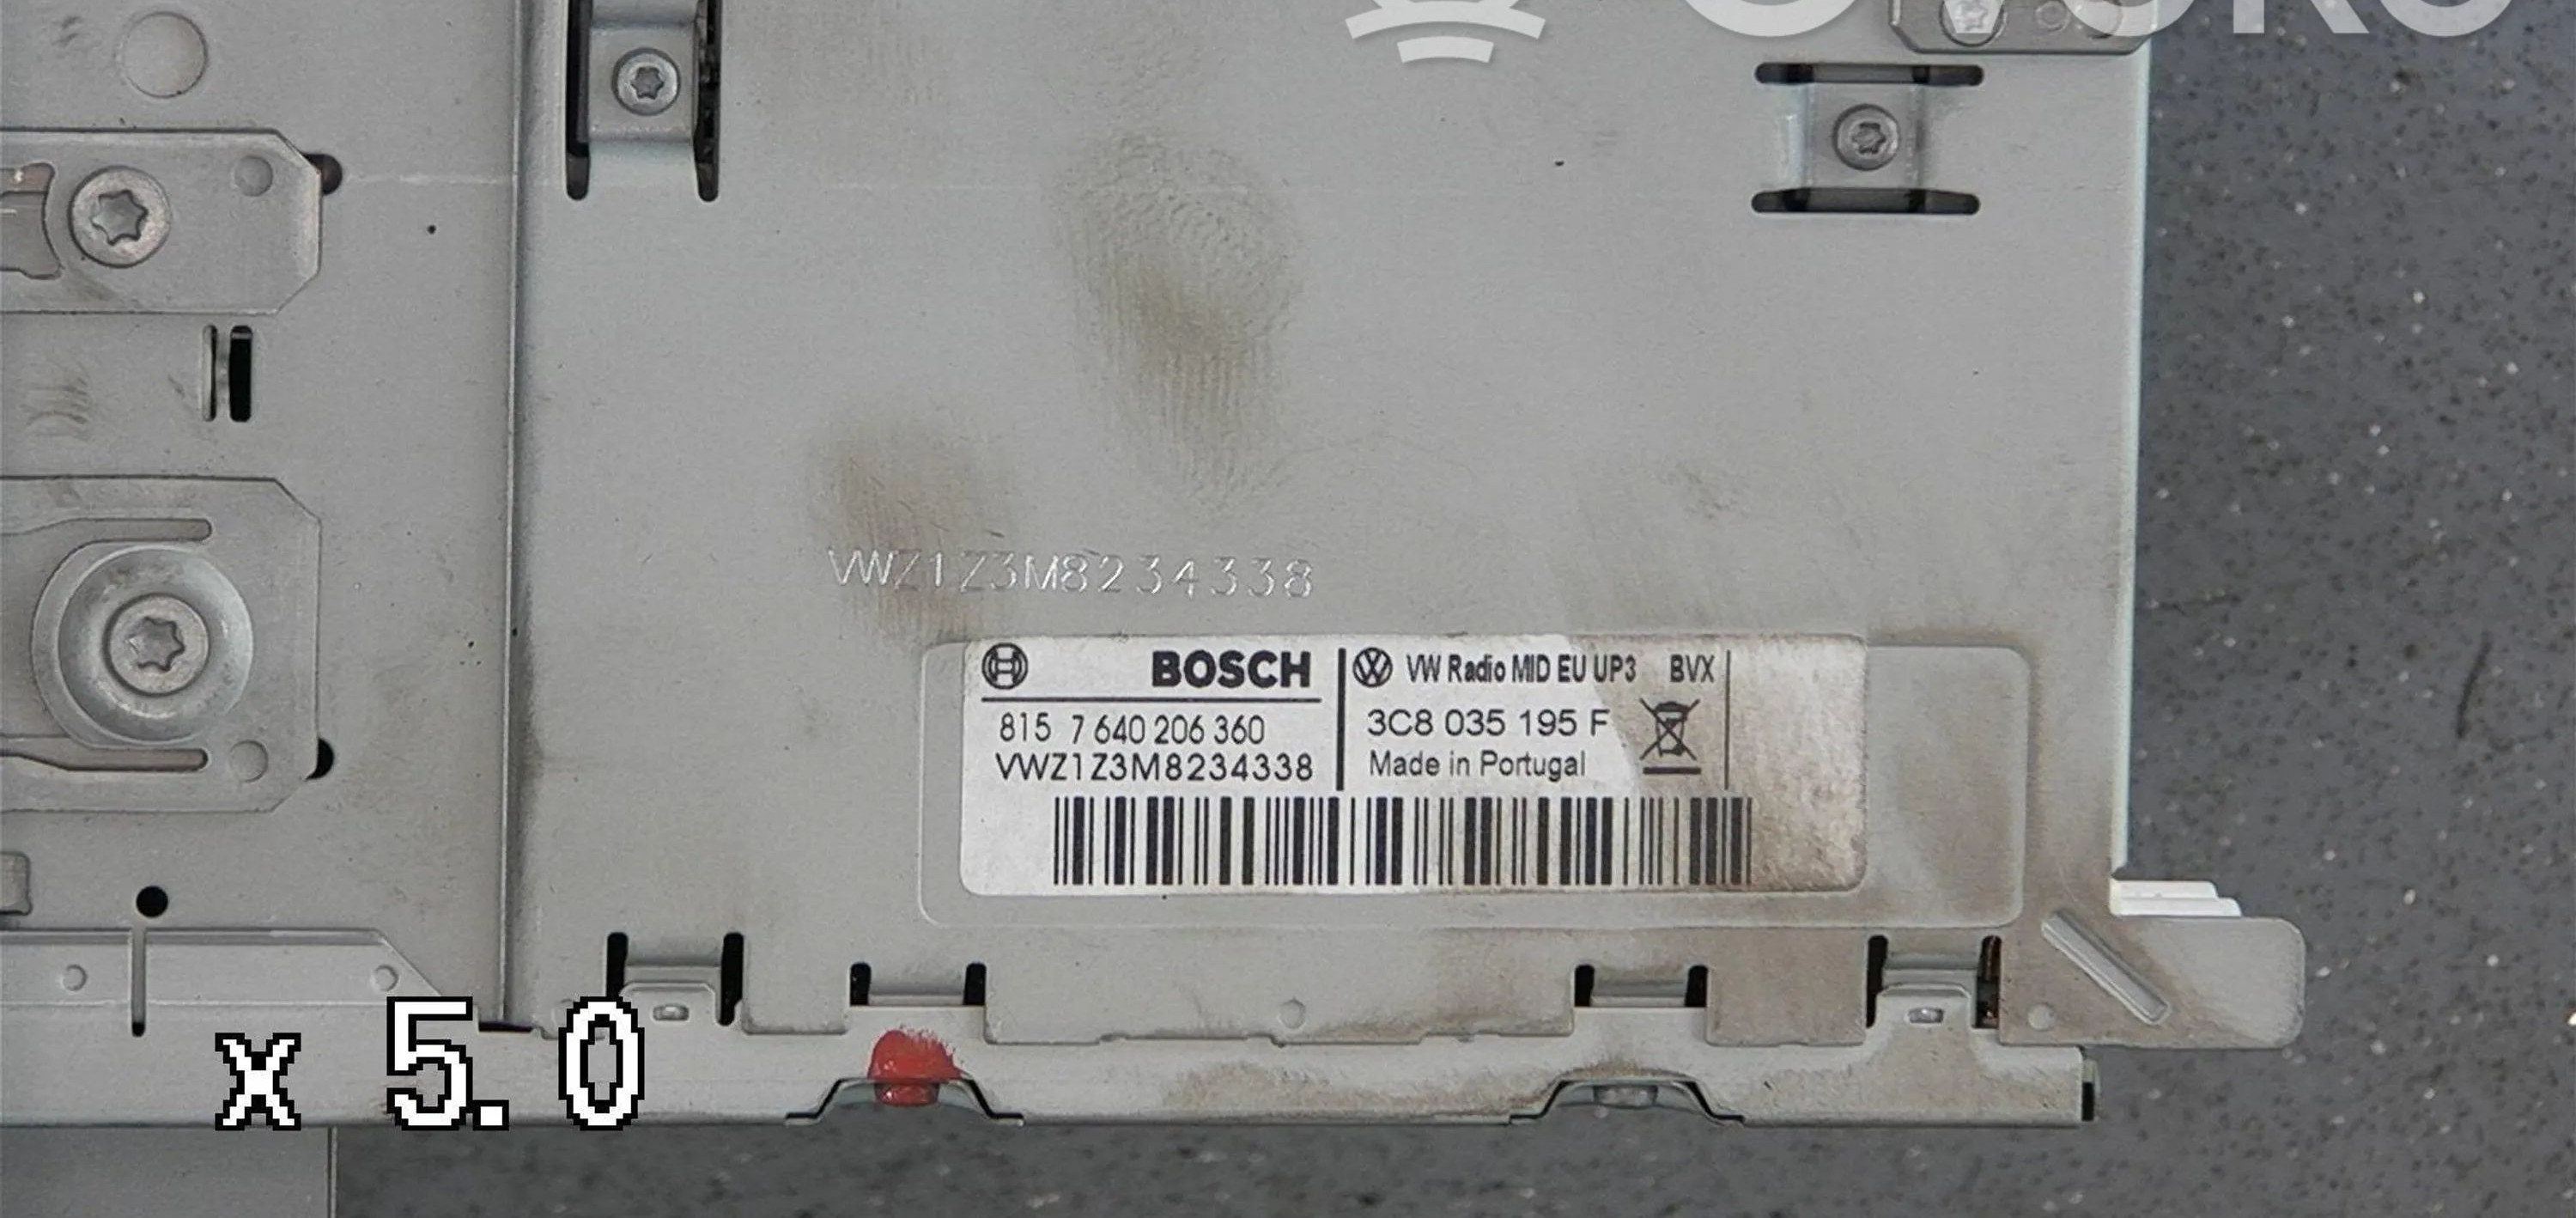 VWZ1Z3M8234338
BOSCH
815 7 640 206 360
VWZ1Z3M8234338
VW Radio MID EU UP3 BVX
3C8 035 195 F
Made in Portugal
x 5.0